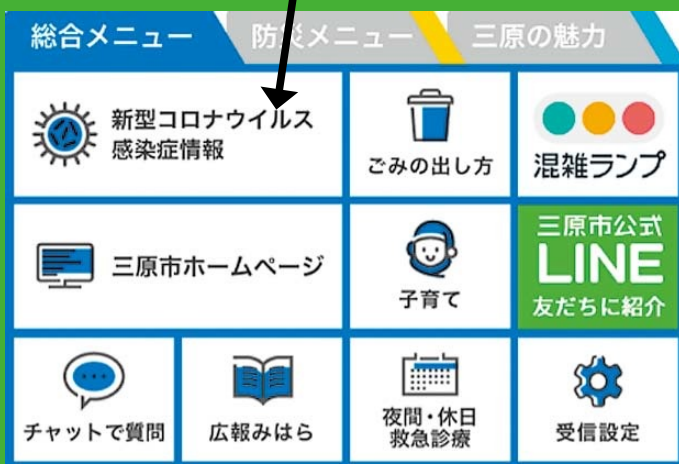 総合メニュー
防災メニュー
三原の魅力
新型コロナウイルス
感染症情報
ごみの出し方
混雑ランプ
三原市ホームページ
子育て
三原市公式
LINE
友だちに紹介
チャットで質問
広報みはら
夜間・休日
救急診療
受信設定